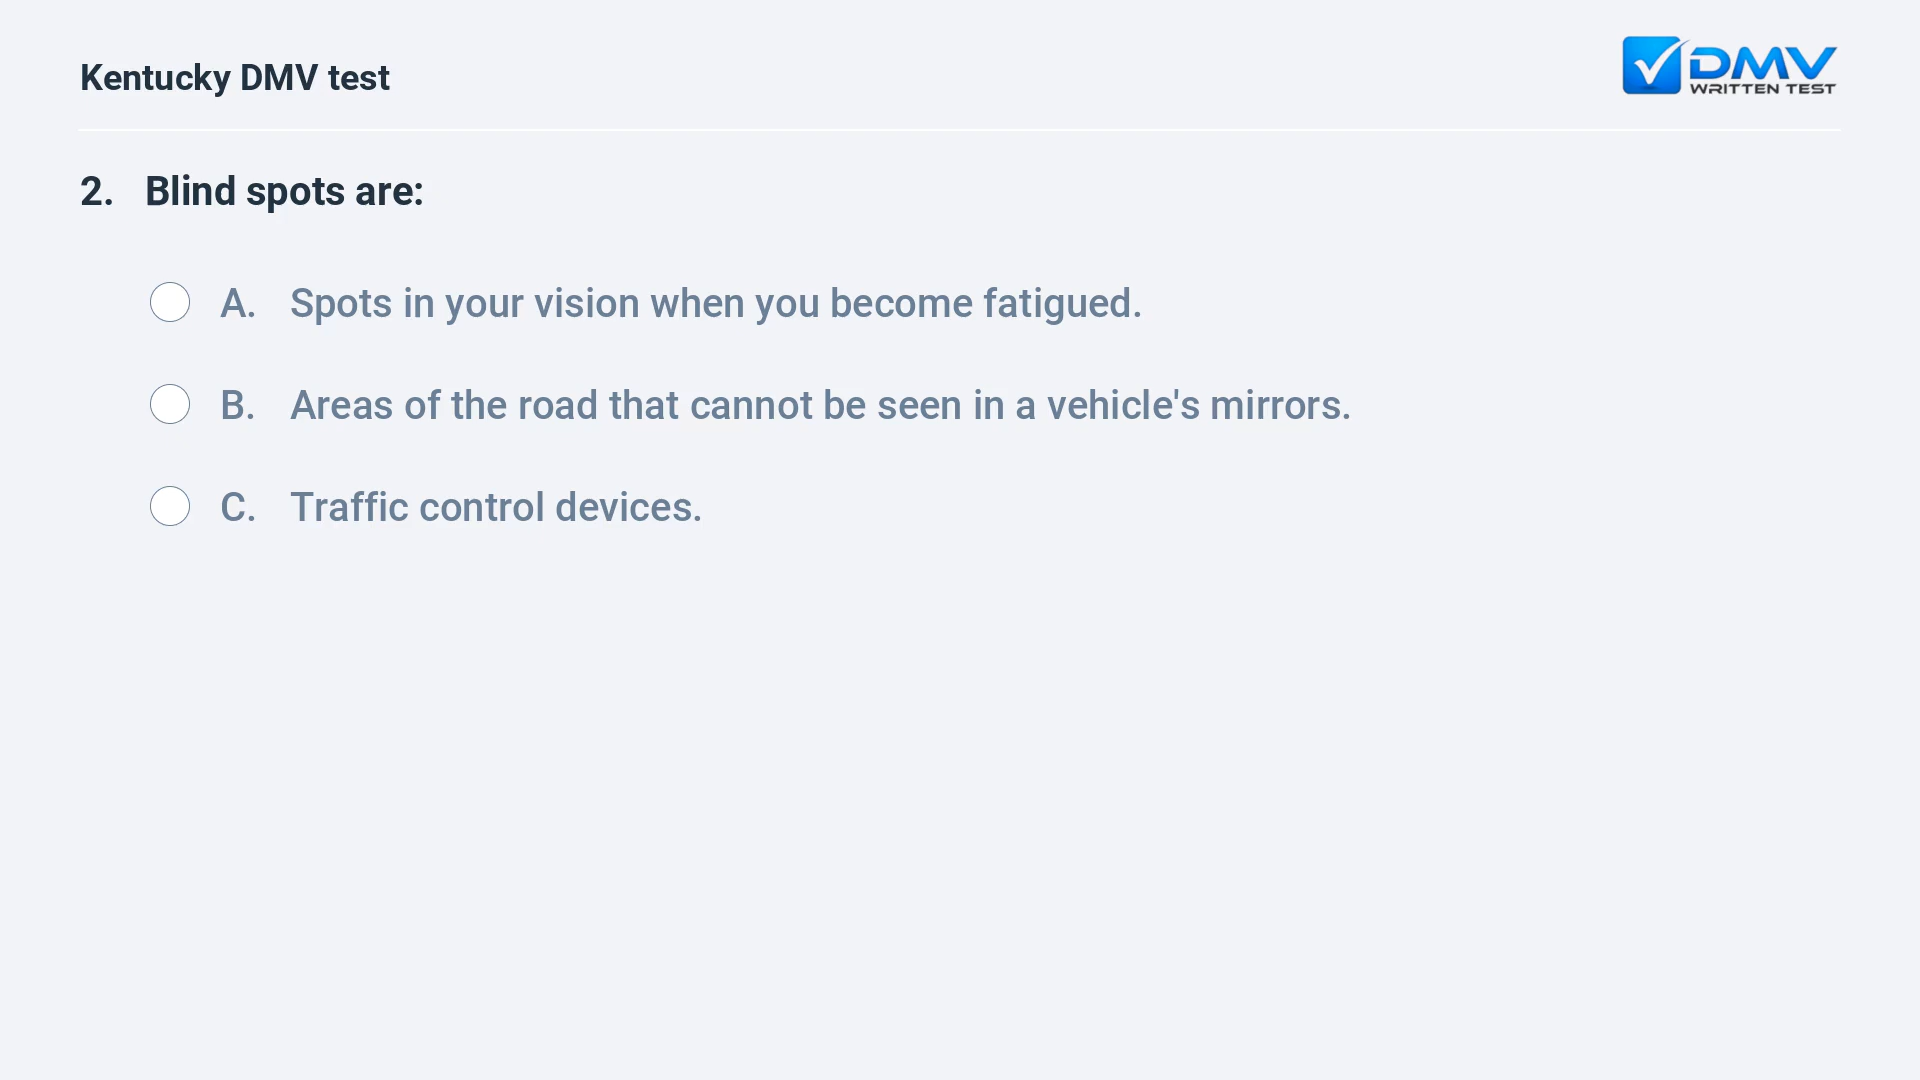 Kentucky DMV test
DMV
WRITTEN TEST
2. Blind spots are:
A. Spots in your vision when you become fatigued.
B. Areas of the road that cannot be seen in a vehicle's mirrors.
C. Traffic control devices.